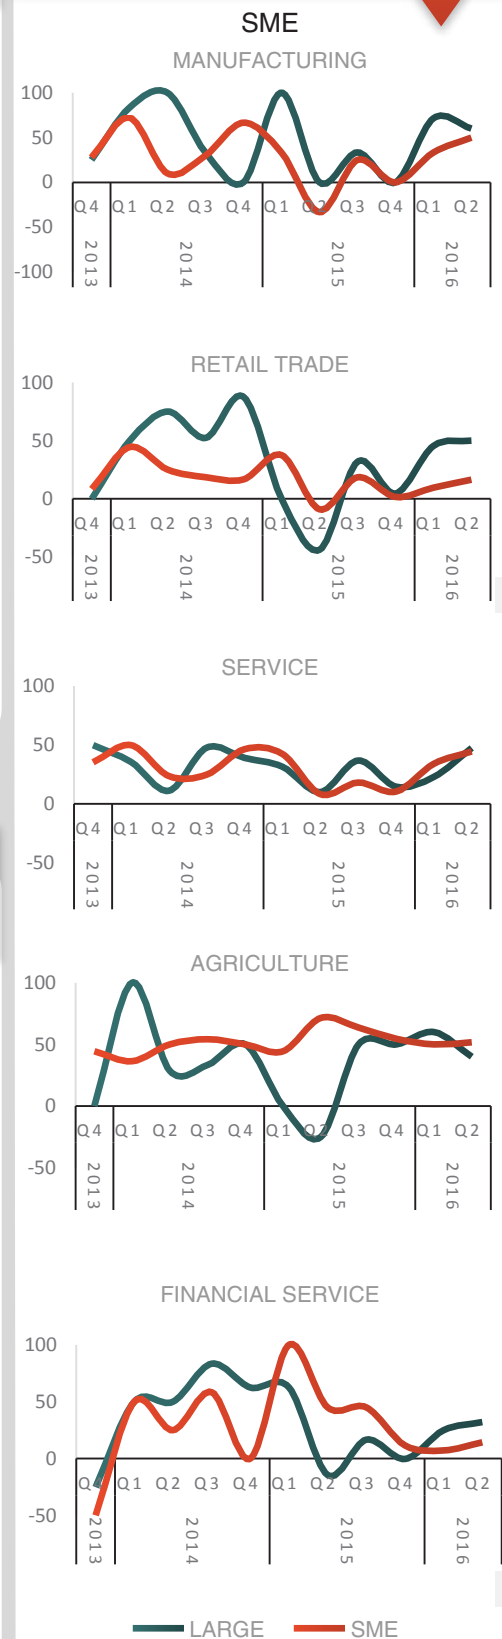 SME
MANUFACTURING
100
50
0
Q4 Q1 Q2 Q3 Q4 Q1 Q2 Q3 Q4 Q1 Q2
-50
-100
2013 2014 2015 2016
RETAIL TRADE
100
50
0
Q4 Q1 Q2 Q3 Q4 Q1 Q2 Q3 Q4 Q1 Q2
-50
2013 2014 2015 2016
SERVICE
100
50
0
Q4 Q1 Q2 Q3 Q4 Q1 Q2 Q3 Q4 Q1 Q2
-50
2013 2014 2015 2016
AGRICULTURE
100
50
0
Q4 Q1 Q2 Q3 Q4 Q1 Q2 Q3 Q4 Q1 Q2
-50
2013 2014 2015 2016
FINANCIAL SERVICE
100
50
0
Q4 Q1 Q2 Q3 Q4 Q1 Q2 Q3 Q4 Q1 Q2
-50
2013 2014 2015 2016
LARGE SME